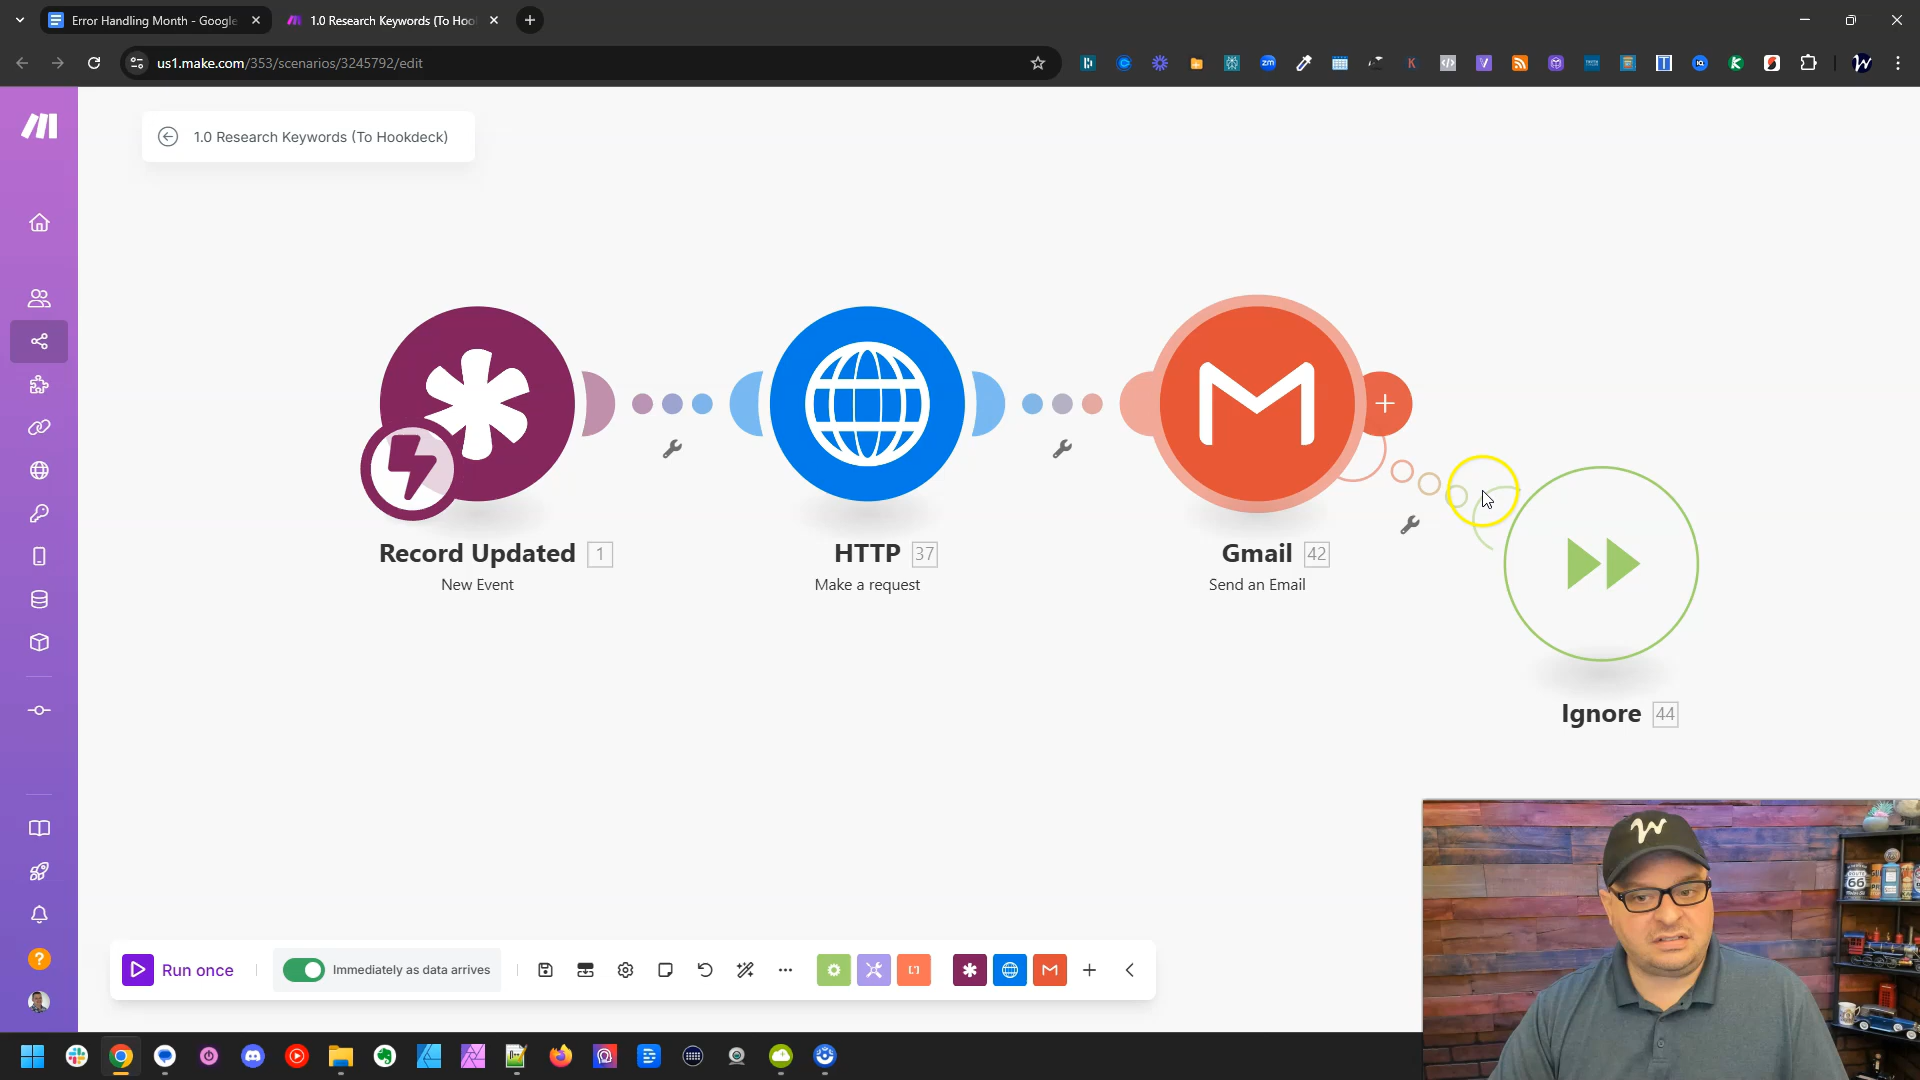 Error Handling Month - Google
1.0 Research Keywords (To Hoo
us1.make.com/353/scenarios/3245792/edit
1.0 Research Keywords (To Hookdeck)
Record Updated 1
New Event
HTTP 37
Make a request
Gmail 42
Send an Email
Ignore 44
Run once
Immediately as data arrives